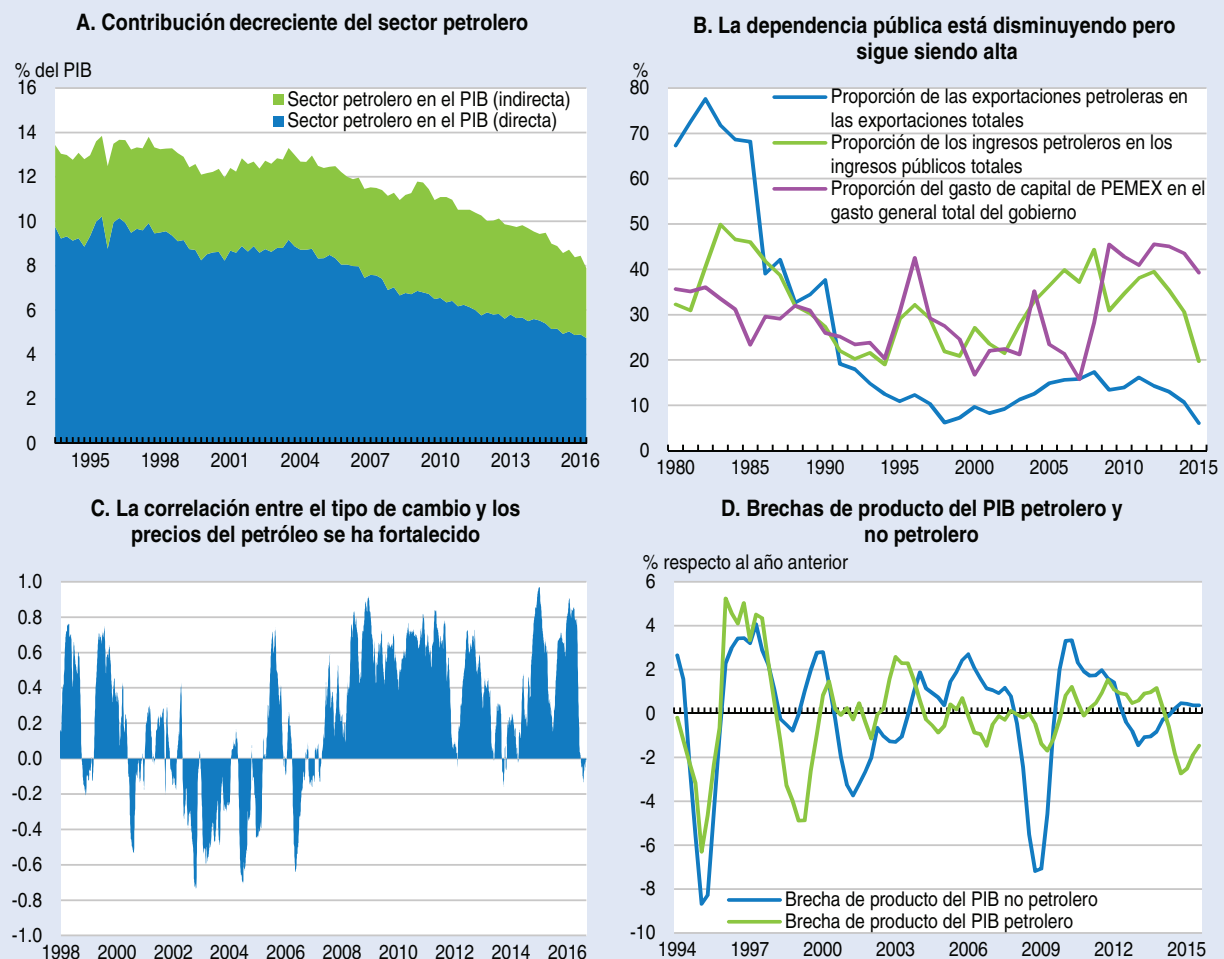 A. Contribución decreciente del sector petrolero
% del PIB
16
14
12
10
8
6
4
2
0
Sector petrolero en el PIB (indirecta)
Sector petrolero en el PIB (directa)
1995 1998 2001 2004 2007 2010 2013 2016
B. La dependencia pública está disminuyendo pero
sigue siendo alta
%
80
70
60
50
40
30
20
10
0
Proporción de las exportaciones petroleras en
las exportaciones totales
Proporción de los ingresos petroleros en los
ingresos públicos totales
Proporción del gasto de capital de PEMEX en el
gasto general total del gobierno
1980 1985 1990 1995 2000 2005 2010 2015
C. La correlación entre el tipo de cambio y los
precios del petróleo se ha fortalecido
1.0
0.8
0.6
0.4
0.2
0.0
-0.2
-0.4
-0.6
-0.8
-1.0
1998 2000 2002 2004 2006 2008 2010 2012 2014 2016
D. Brechas de producto del PIB petrolero y
no petrolero
% respecto al año anterior
6
4
2
0
-2
-4
-6
-8
-10
Brecha de producto del PIB no petrolero
Brecha de producto del PIB petrolero
1994 1997 2000 2003 2006 2009 2012 2015